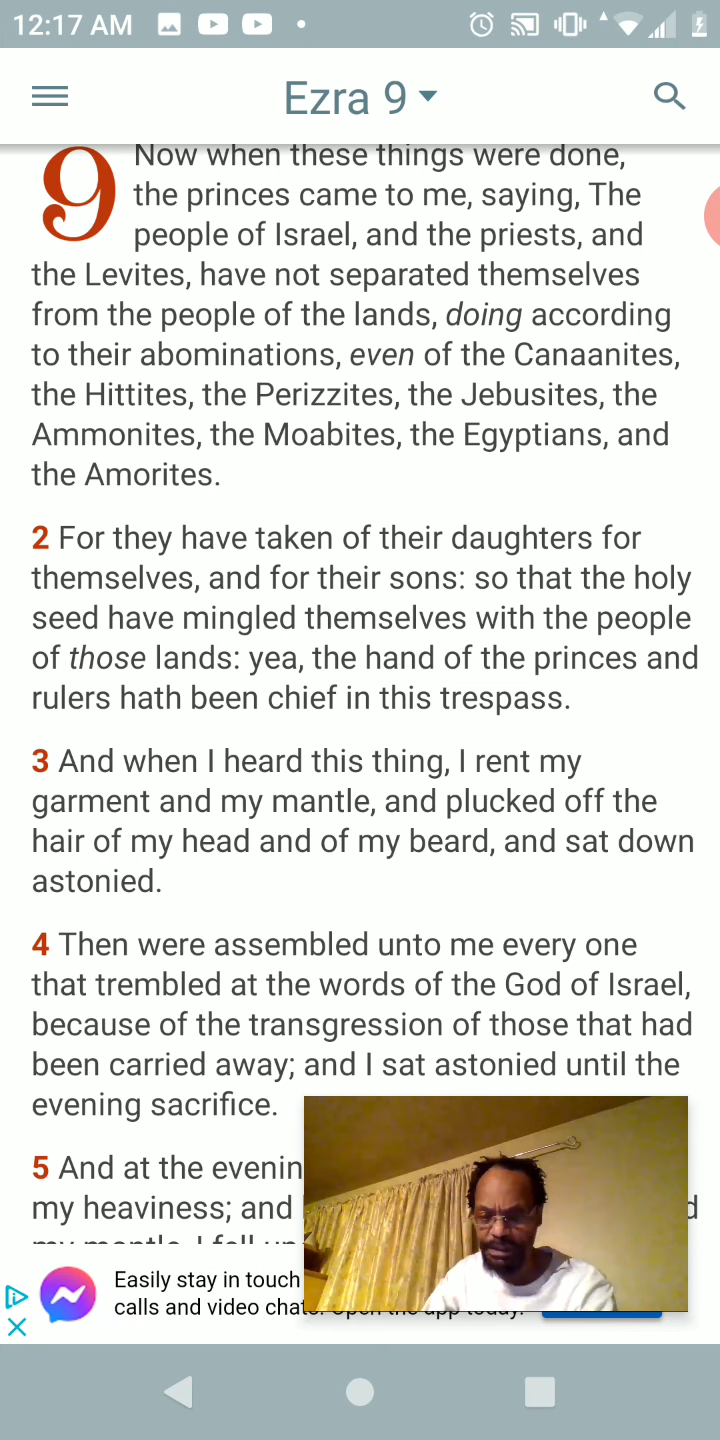 12:17 AM
Ezra 9
9 Now when these things were done,
the princes came to me, saying, The
people of Israel, and the priests, and
the Levites, have not separated themselves
from the people of the lands, doing according
to their abominations, even of the Canaanites,
the Hittites, the Perizzites, the Jebusites, the
Ammonites, the Moabites, the Egyptians, and
the Amorites.
2 For they have taken of their daughters for
themselves, and for their sons: so that the holy
seed have mingled themselves with the people
of those lands: yea, the hand of the princes and
rulers hath been chief in this trespass.
3 And when I heard this thing, I rent my
garment and my mantle, and plucked off the
hair of my head and of my beard, and sat down
astonied.
4 Then were assembled unto me every one
that trembled at the words of the God of Israel,
because of the transgression of those that had
been carried away; and I sat astonied until the
evening sacrifice.
5 And at the evenin
my heaviness; and
Easily stay in touch
calls and video